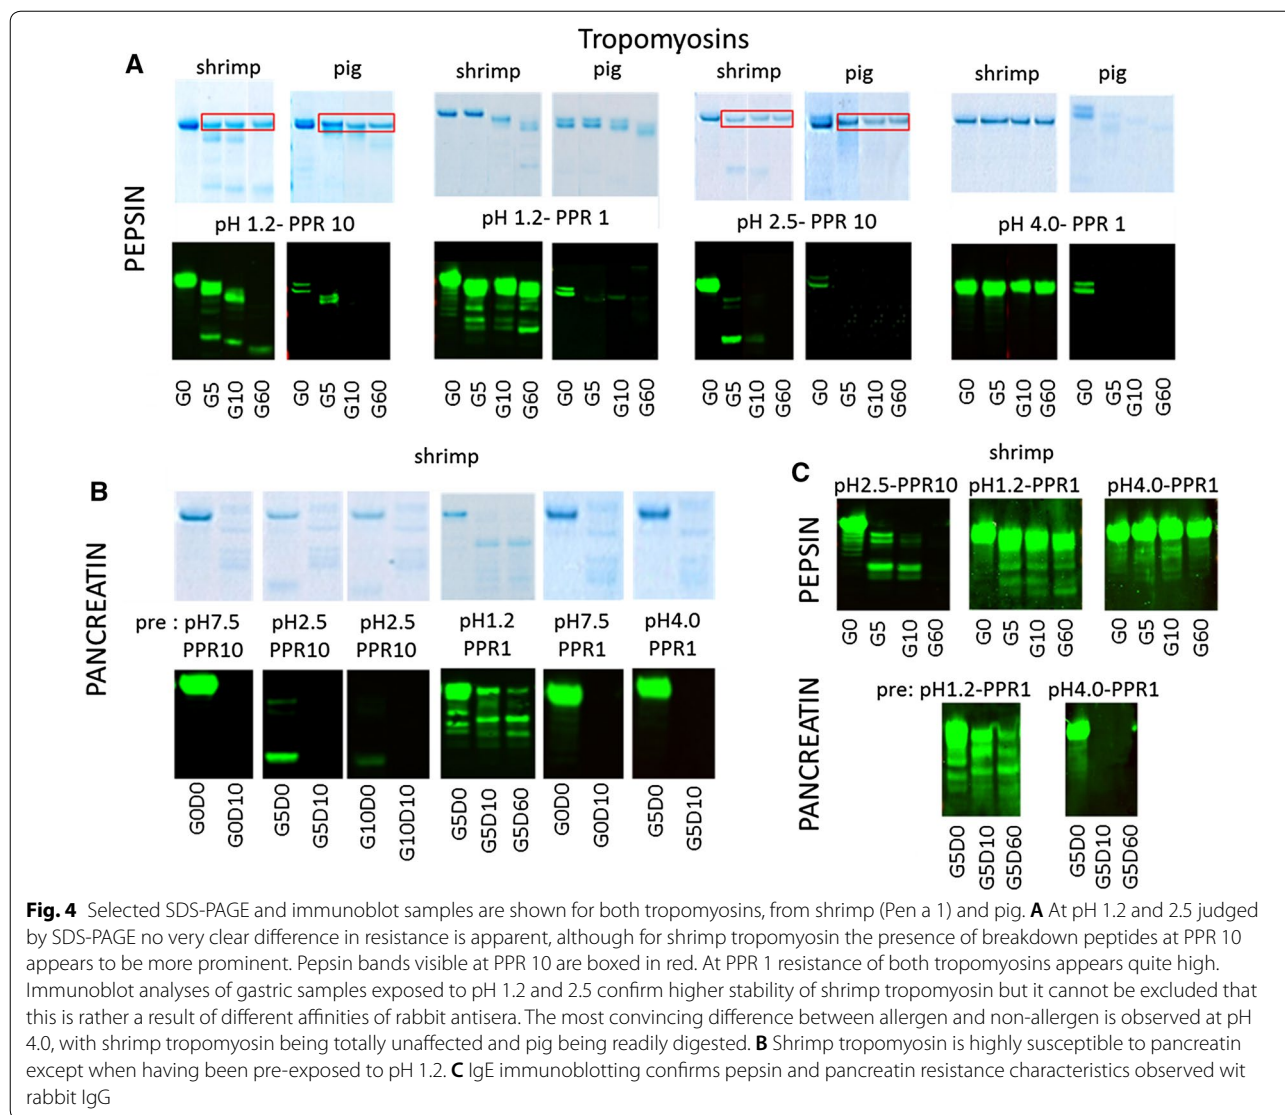 Tropomyosins
A
shrimp pig shrimp pig shrimp pig shrimp pig
PEPSIN
pH 1.2- PPR 10 pH 1.2- PPR 1 pH 2.5- PPR 10 pH 4.0- PPR 1
G0 G5 G10 G60 G0 G5 G10 G60 G0 G5 G10 G60 G0 G5 G10 G60 G0 G5 G10 G60 G0 G5 G10 G60 G0 G5 G10 G60 G0 G5 G10 G60
B
shrimp
PANCREATIN
pre : pH7.5 pH2.5 pH2.5 pH1.2 pH7.5 pH4.0
PPR10 PPR10 PPR10 PPR1 PPR1 PPR1
G0D0 G0D10 G5D0 G5D10 G10D0 G10D10 G5D0 G5D10 G5D60 G0D0 G0D10 G5D0 G5D10
C
shrimp
pH2.5-PPR10 pH1.2-PPR1 pH4.0-PPR1
PEPSIN
G0 G5 G10 G60 G0 G5 G10 G60 G0 G5 G10 G60
PANCREATIN
pre: pH1.2-PPR1 pH4.0-PPR1
G5D0 G5D10 G5D60 G5D0 G5D10 G5D60
Fig. 4 Selected SDS-PAGE and immunoblot samples are shown for both tropomyosins, from shrimp (Pen a 1) and pig. A At pH 1.2 and 2.5 judged
by SDS-PAGE no very clear difference in resistance is apparent, although for shrimp tropomyosin the presence of breakdown peptides at PPR 10
appears to be more prominent. Pepsin bands visible at PPR 10 are boxed in red. At PPR 1 resistance of both tropomyosins appears quite high.
Immunoblot analyses of gastric samples exposed to pH 1.2 and 2.5 confirm higher stability of shrimp tropomyosin but it cannot be excluded that
this is rather a result of different affinities of rabbit antisera. The most convincing difference between allergen and non-allergen is observed at pH
4.0, with shrimp tropomyosin being totally unaffected and pig being readily digested. B Shrimp tropomyosin is highly susceptible to pancreatin
except when having been pre-exposed to pH 1.2. C IgE immunoblotting confirms pepsin and pancreatin resistance characteristics observed wit
rabbit IgG